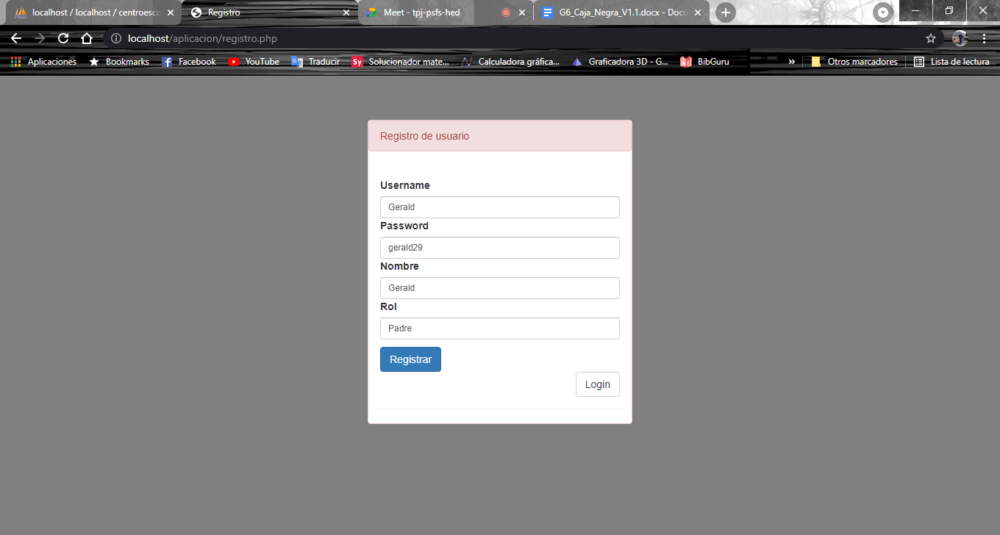 localhost / localhost / centroesco
Registro
Meet - tpj-psfs-hed
G6_Caja_Negra_V1.1.docx - Docu
localhost/aplicacion/registro.php
Aplicaciones
Bookmarks
Facebook
YouTube
Traducir
Sy
Solucionador mate...
Calculadora gráfica...
Graficadora 3D - G...
BibGuru
»
Otros marcadores
Lista de lectura
Registro de usuario
Username
Gerald
Password
gerald29
Nombre
Gerald
Rol
Padre
Registrar
Login